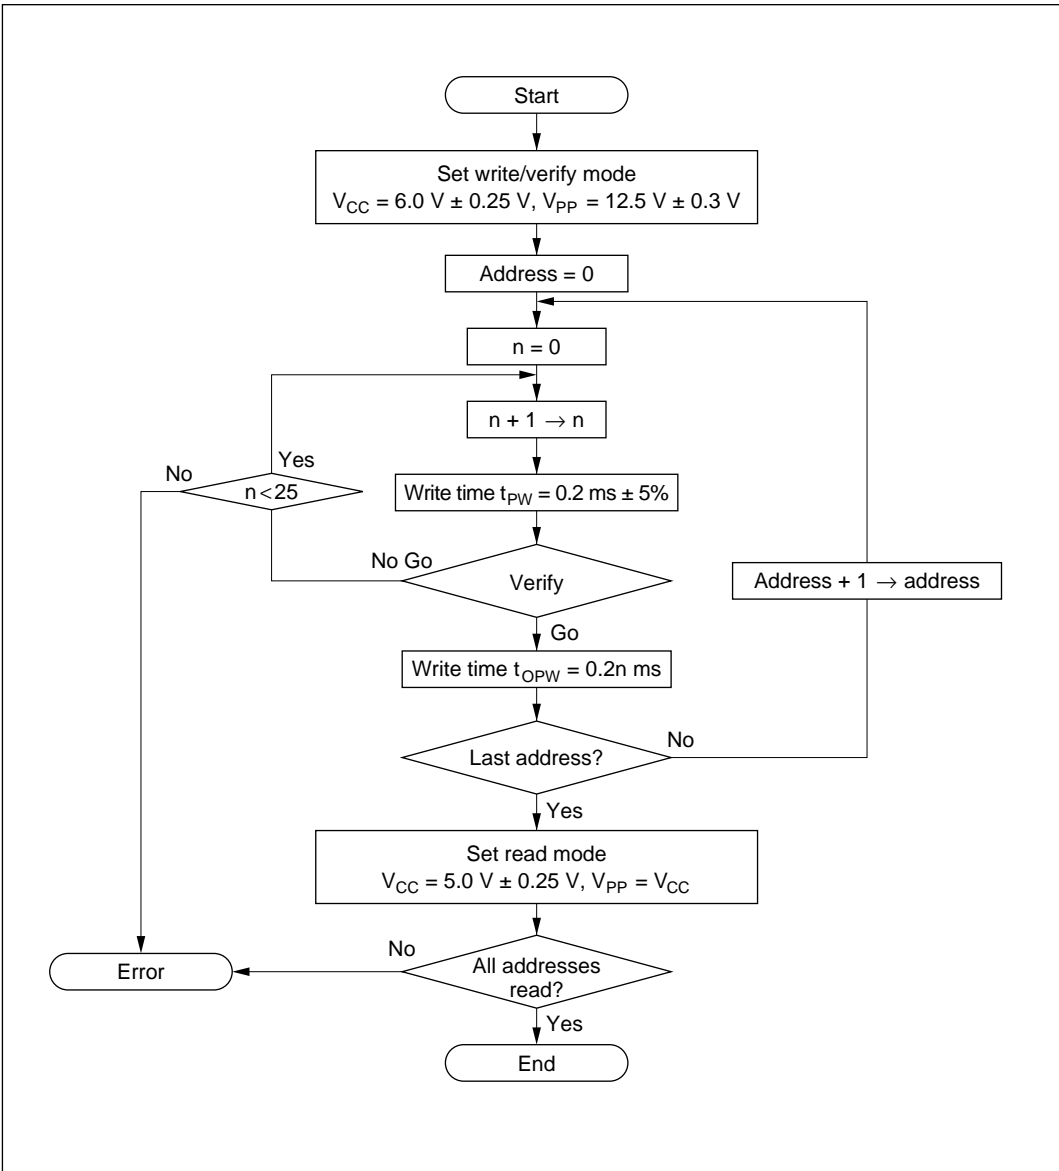 Start
Set write/verify mode
VCC = 6.0 V ± 0.25 V, VPP = 12.5 V ± 0.3 V
Address = 0
n = 0
n + 1 → n
No
Yes
n<25
Write time tPW = 0.2 ms ± 5%
No Go
Verify
Address + 1 → address
Go
Write time tOPW = 0.2n ms
Last address?
No
Yes
Set read mode
VCC = 5.0 V ± 0.25 V, VPP = VCC
No
Error
All addresses
read?
Yes
End